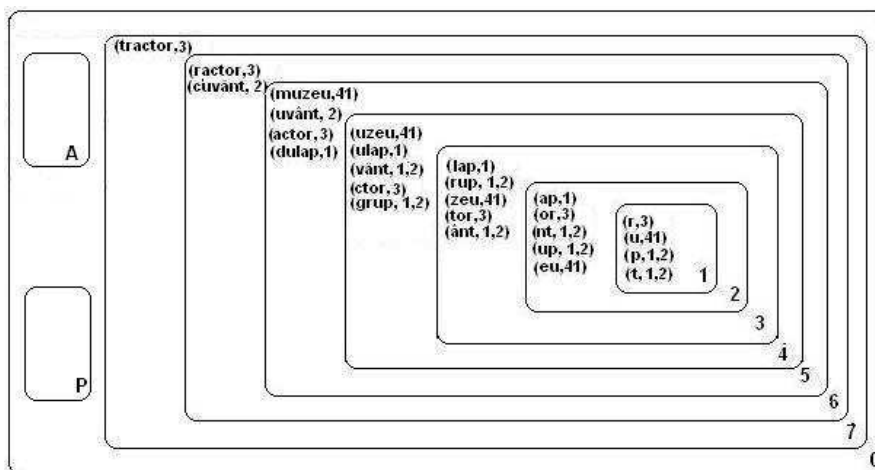 (tractor,3)
(ractor,3)
(cuvânt, 2)
(muzeu,41)
(uvânt, 2)
(actor, 3)
(dulap,1)
(uzeu,41)
(ulap,1)
(vânt, 1,2)
(ctor, 3)
(grup, 1,2)
(lap,1)
(rup, 1,2)
(zeu,41)
(tor,3)
(ânt, 1,2)
(ap,1)
(or,3)
(nt, 1,2)
(up, 1,2)
(eu,41)
(r,3)
(u,41)
(p,1,2)
(t, 1,2)
1
2
3
4
5
6
7
0
A
P